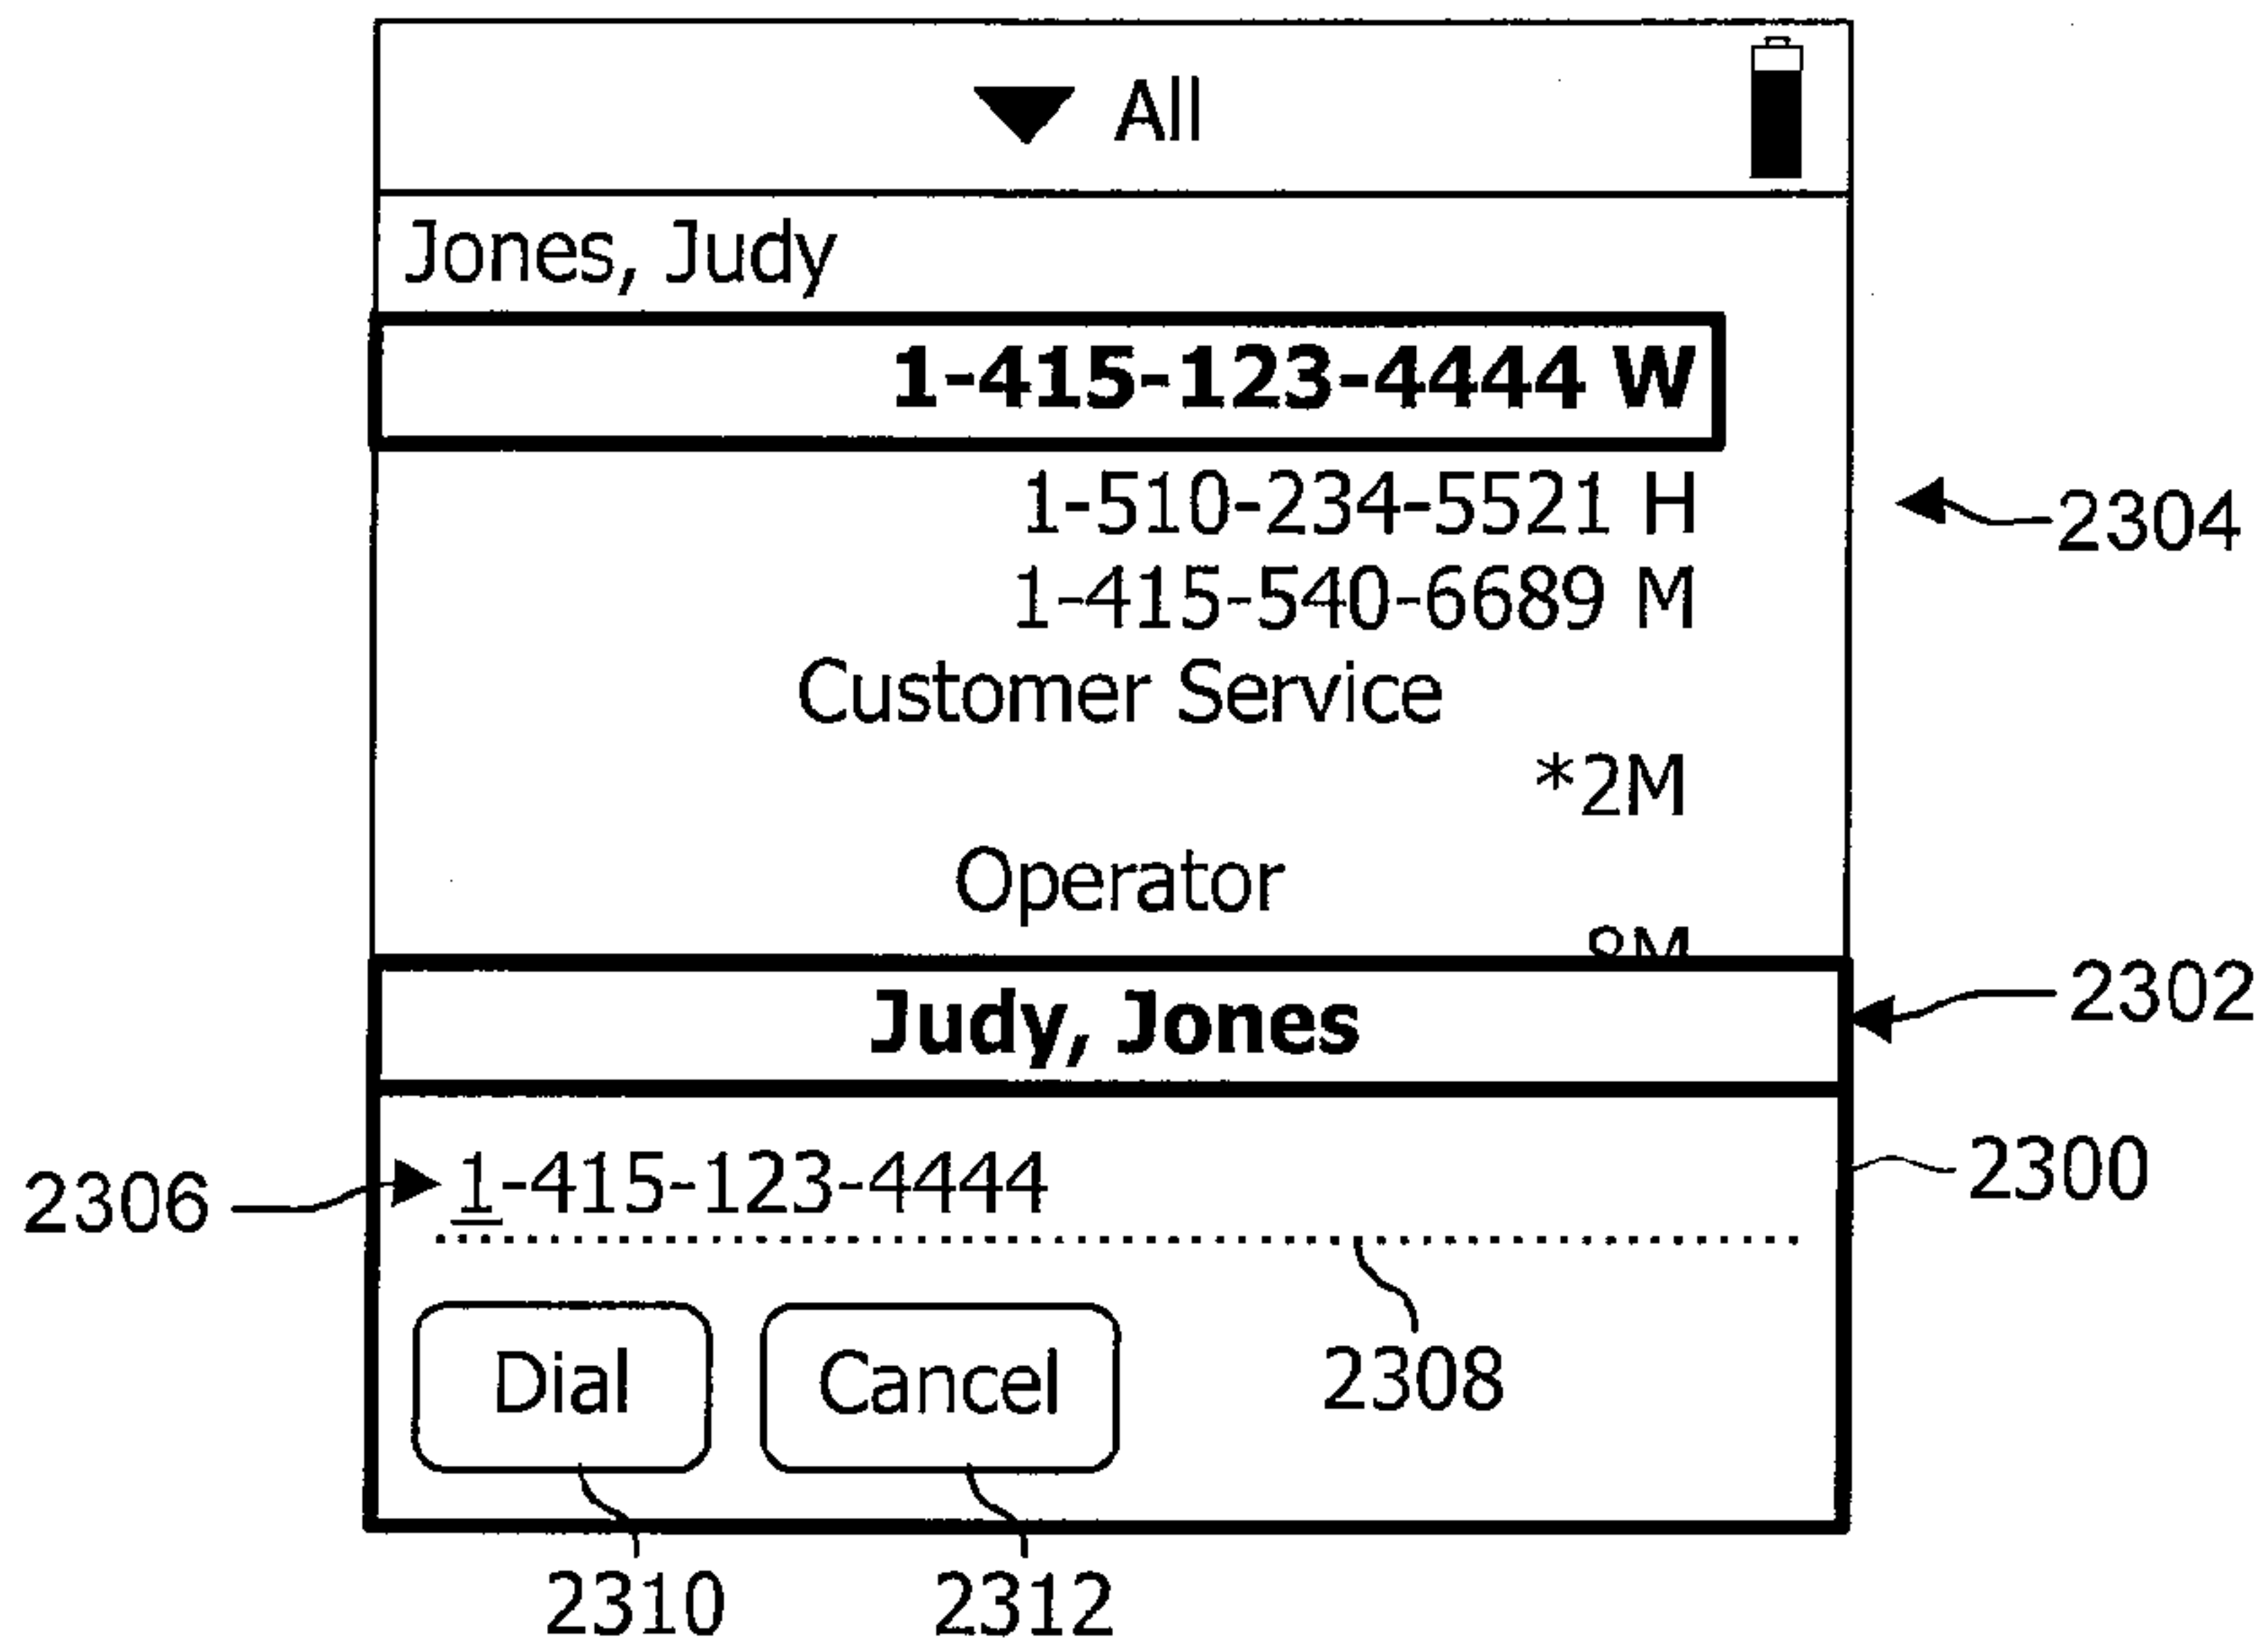 All
Jones, Judy
1-415-123-4444 W
1-510-234-5521 H
2304
1-415-540-6689 M
Customer Service
*2M
Operator
2302
Judy, Jones
2306
1-415-123-4444
2300
Dial
Cancel
2308
2310
2312